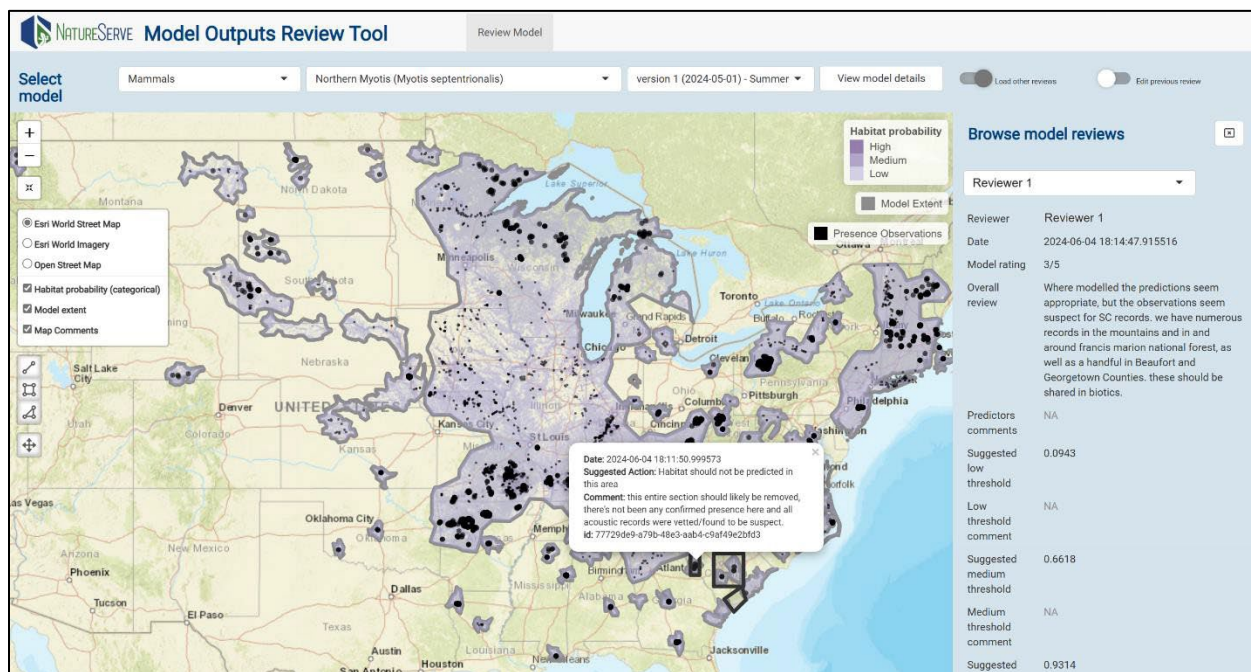 NATURESERVE Model Outputs Review Tool
Review Model
Select model
Mammals
Northern Myotis (Myotis septentrionalis)
version 1 (2024-05-01) - Summer
View model details
Load other reviews
Edit previous review
+
−
Esri World Street Map
Esri World Imagery
Open Street Map
Habitat probability (categorical)
Model extent
Map Comments
Habitat probability
High
Medium
Low
Model Extent
Presence Observations
Montana
North Dakota
Lake Superior
Ottawa
Minneapolis
Wisconsin
Lake Huron
South Dakota
Toronto
Lake Ontario
Milwaukee
Grand Rapids
Buffalo
Detroit
Chicago
Nebraska
Salt Lake
City
Ohio
Pennsylvania
Pittsburgh
Denver
Illinois
Philadelphia
Utah
Colorado
Kansas City
St Louis
Kansas
as Vegas
Oklahoma City
Oklahoma
Memph
New Mexico
Arizona
Phoenix
Birmingham
Atlant
Mississippi
Alabama
Georgia
Tucson
Dallas
El Paso
Texas
Austin
Louisiana
Jacksonville
San Antonio
Houston
Date: 2024-06-04 18:11:50.999573
Suggested Action: Habitat should not be predicted in
this area
Comment: this entire section should likely be removed,
there's not been any confirmed presence here and all
acoustic records were vetted/found to be suspect.
id: 77729de9-a79b-48e3-aab4-c9af49e2bfd3
Browse model reviews
Reviewer 1
Reviewer Reviewer 1
Date 2024-06-04 18:14:47.915516
Model rating 3/5
Overall review
Where modelled the predictions seem
appropriate, but the observations seem
suspect for SC records. we have numerous
records in the mountains and in and
around francis marion national forest, as
well as a handful in Beaufort and
Georgetown Counties. these should be
shared in biotics.
Predictors comments NA
Suggested low threshold 0.0943
Low threshold comment NA
Suggested medium threshold 0.6618
Medium threshold comment NA
Suggested 0.9314